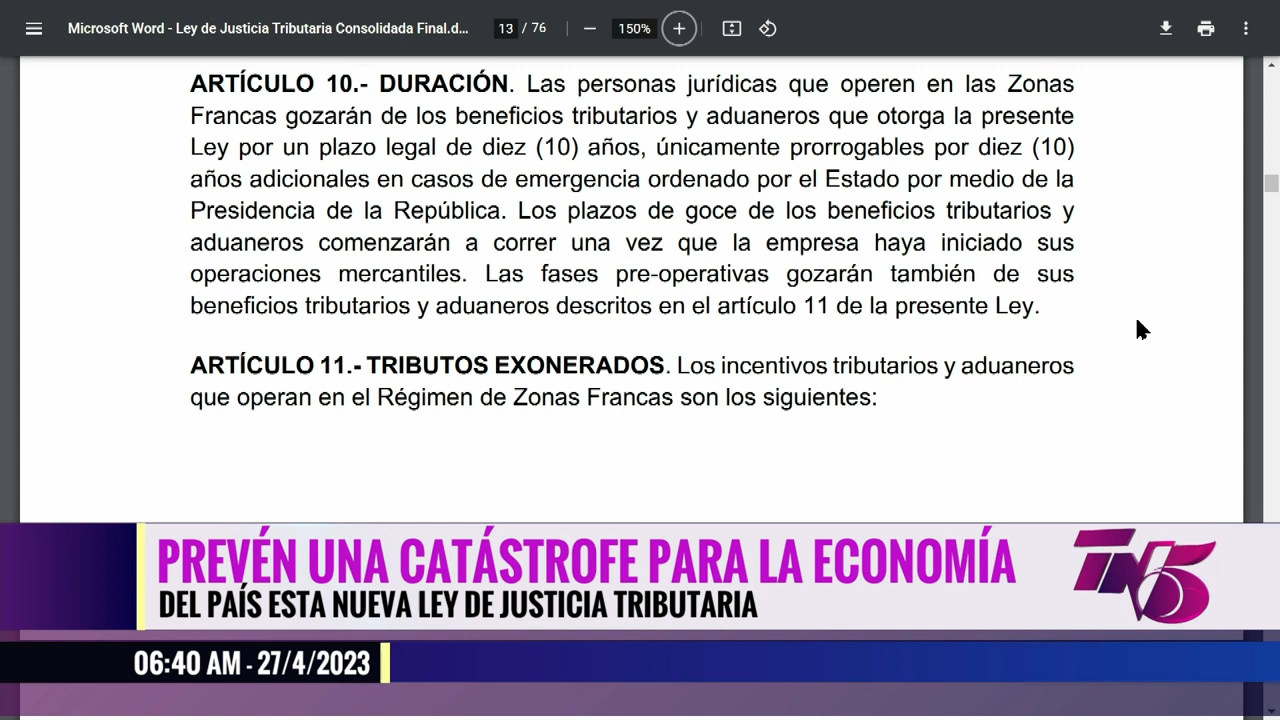 Microsoft Word - Ley de Justicia Tributaria Consolidada Final.d...
13 / 76
150%
ARTÍCULO 10.- DURACIÓN. Las personas jurídicas que operen en las Zonas
Francas gozarán de los beneficios tributarios y aduaneros que otorga la presente
Ley por un plazo legal de diez (10) años, únicamente prorrogables por diez (10)
años adicionales en casos de emergencia ordenado por el Estado por medio de la
Presidencia de la República. Los plazos de goce de los beneficios tributarios y
aduaneros comenzarán a correr una vez que la empresa haya iniciado sus
operaciones mercantiles. Las fases pre-operativas gozarán también de sus
beneficios tributarios y aduaneros descritos en el artículo 11 de la presente Ley.
ARTÍCULO 11.- TRIBUTOS EXONERADOS. Los incentivos tributarios y aduaneros
que operan en el Régimen de Zonas Francas son los siguientes:
PREVÉN UNA CATÁSTROFE PARA LA ECONOMÍA
DEL PAÍS ESTA NUEVA LEY DE JUSTICIA TRIBUTARIA
TN5
06:40 AM - 27/4/2023